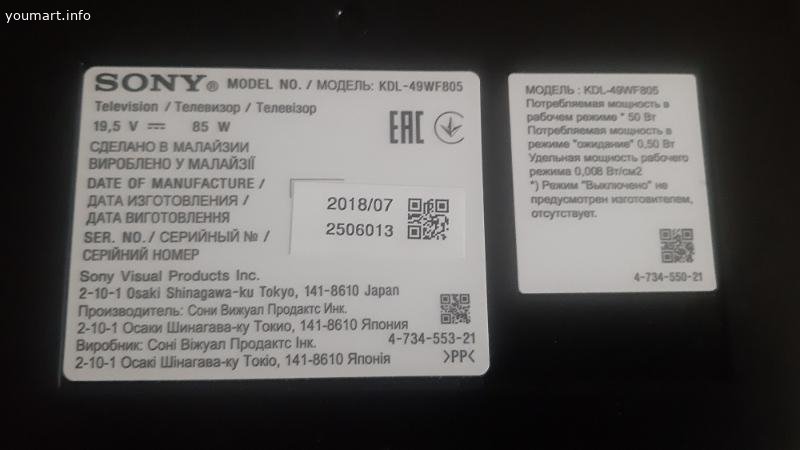 youmart.info
SONY® MODEL NO. / МОДЕЛЬ: KDL-49WF805
Television / Телевизор / Телевізор
19,5 V ⎓ 85 W
EAC
СДЕЛАНО В МАЛАЙЗИИ
ВИРОБЛЕНО У МАЛАЙЗІЇ
DATE OF MANUFACTURE /
ДАТА ИЗГОТОВЛЕНИЯ /
ДАТА ВИГОТОВЛЕННЯ
2018/07
SER. NO./ СЕРИЙНЫЙ № /
СЕРІЙНИЙ НОМЕР
2506013
Sony Visual Products Inc.
2-10-1 Osaki Shinagawa-ku Tokyo, 141-8610 Japan
Производитель: Сони Вижуал Продактс Инк.
2-10-1 Осаки Шинагава-ку Токио, 141-8610 Япония
Виробник: Соні Віжуал Продактс Інк.
2-10-1 Осакі Шінагава-ку Токіо, 141-8610 Японія
4-734-553-21
>PP<
МОДЕЛЬ : KDL-49WF805
Потребляемая мощность в
рабочем режиме * 50 Вт
Потребляемая мощность в
режиме "ожидание" 0,50 Вт
Удельная мощность рабочего
режима 0,008 Вт/см2
*) Режим "Выключено" не
предусмотрен изготовителем,
отсутствует.
4-734-550-21